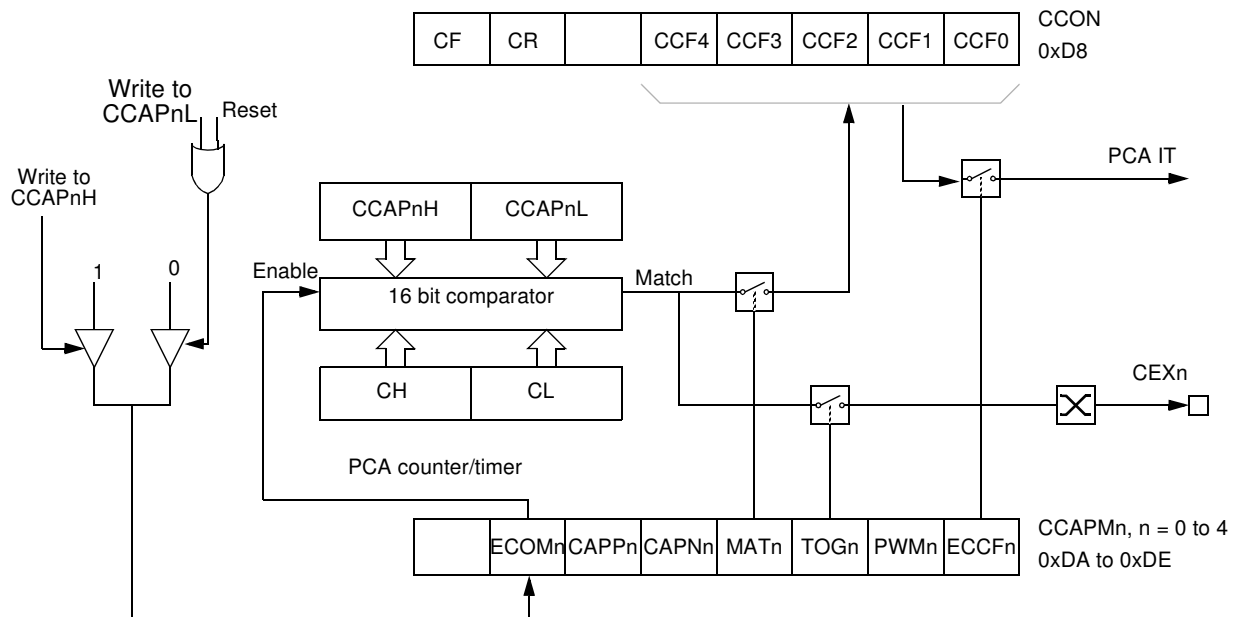 CCON
CF CR CCF4 CCF3 CCF2 CCF1 CCF0
0xD8
Write to
CCAPnL
Reset
PCA IT
Write to
CCAPnH
CCAPnH CCAPnL
1 0
Enable
16 bit comparator
Match
CH CL
CEXn
PCA counter/timer
ECOMn CAPPn CAPNn MATn TOGn PWMn ECCFn
CCAPMn, n = 0 to 4
0xDA to 0xDE